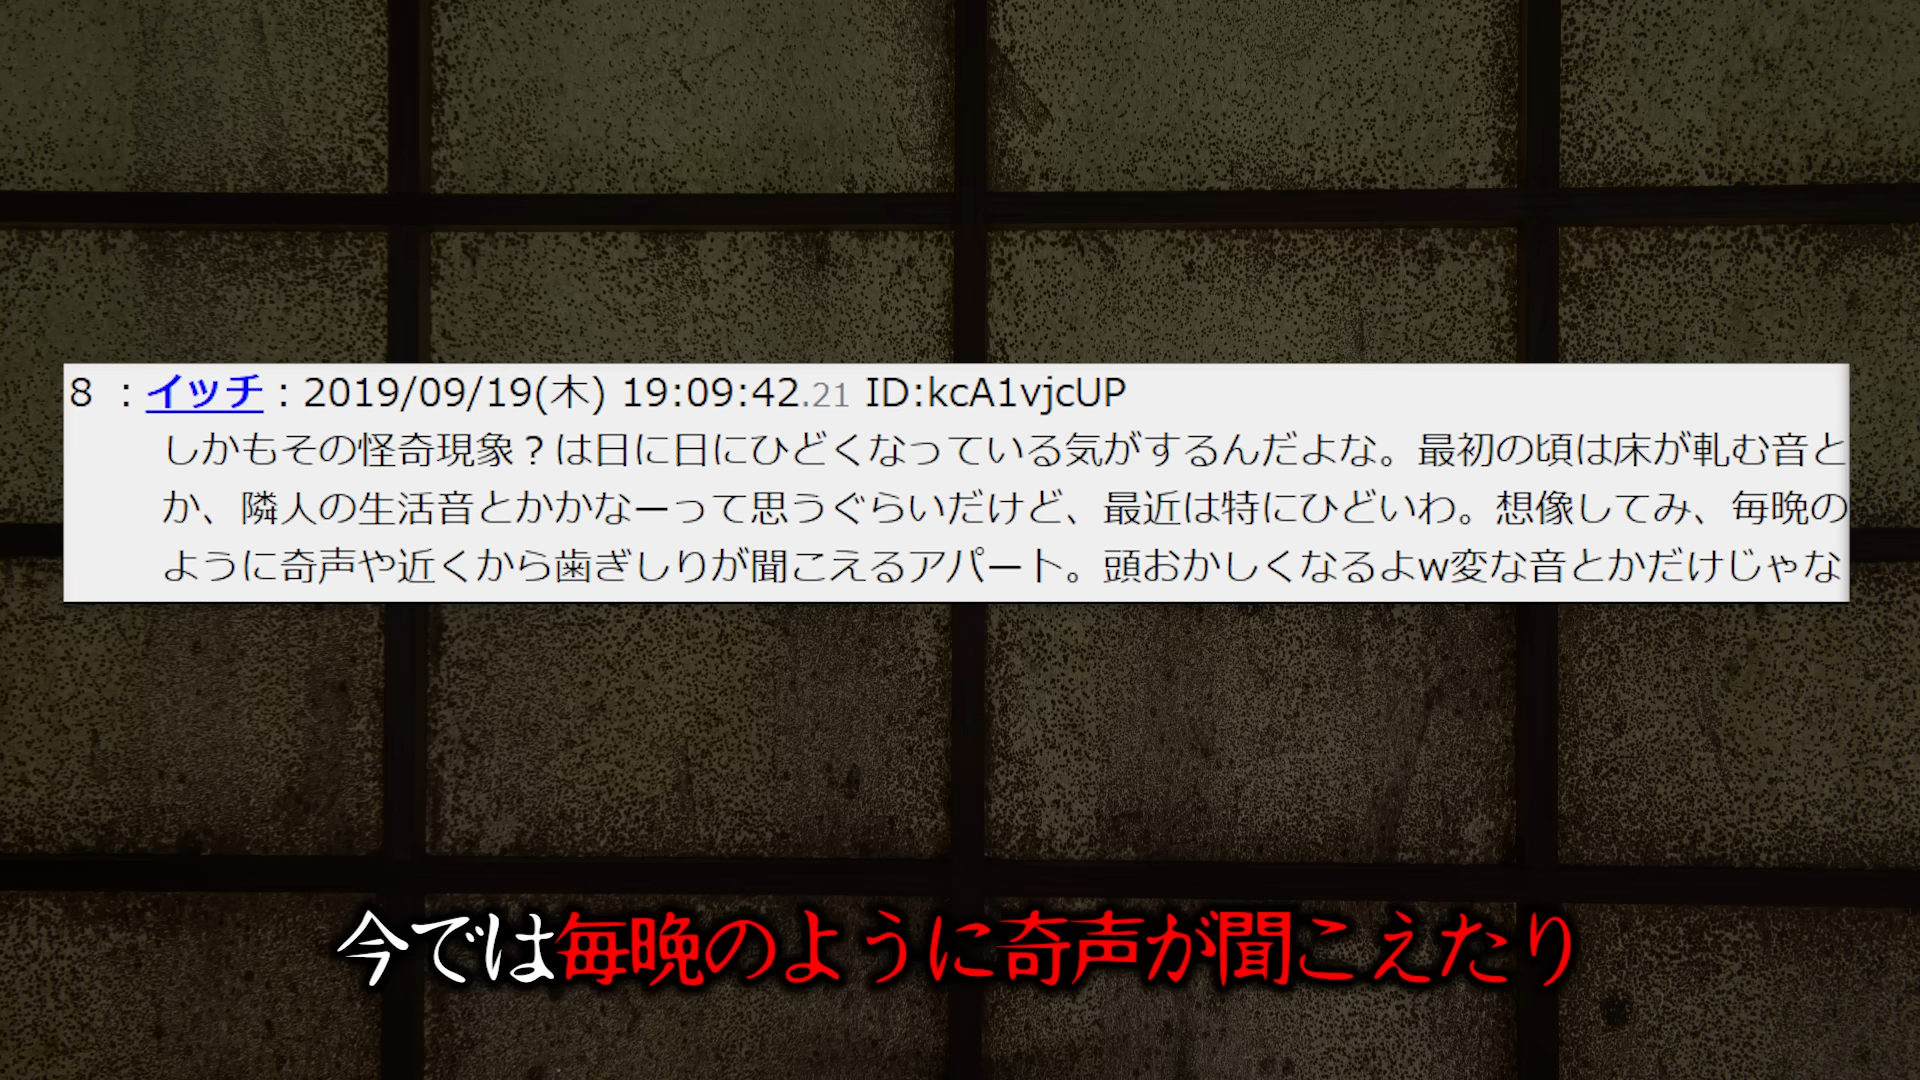 8 ：イッチ：2019/09/19(木) 19:09:42.21 ID:kcA1vjcUP
しかもその怪奇現象？は日に日にひどくなっている気がするんだよな。最初の頃は床が軋む音と
か、隣人の生活音とかかなーって思うぐらいだけど、最近は特にひどいわ。想像してみ、毎晩の
ように奇声や近くから歯ぎしりが聞こえるアパート。頭おかしくなるよw変な音とかだけじゃな
今では毎晩のように奇声が聞こえたり